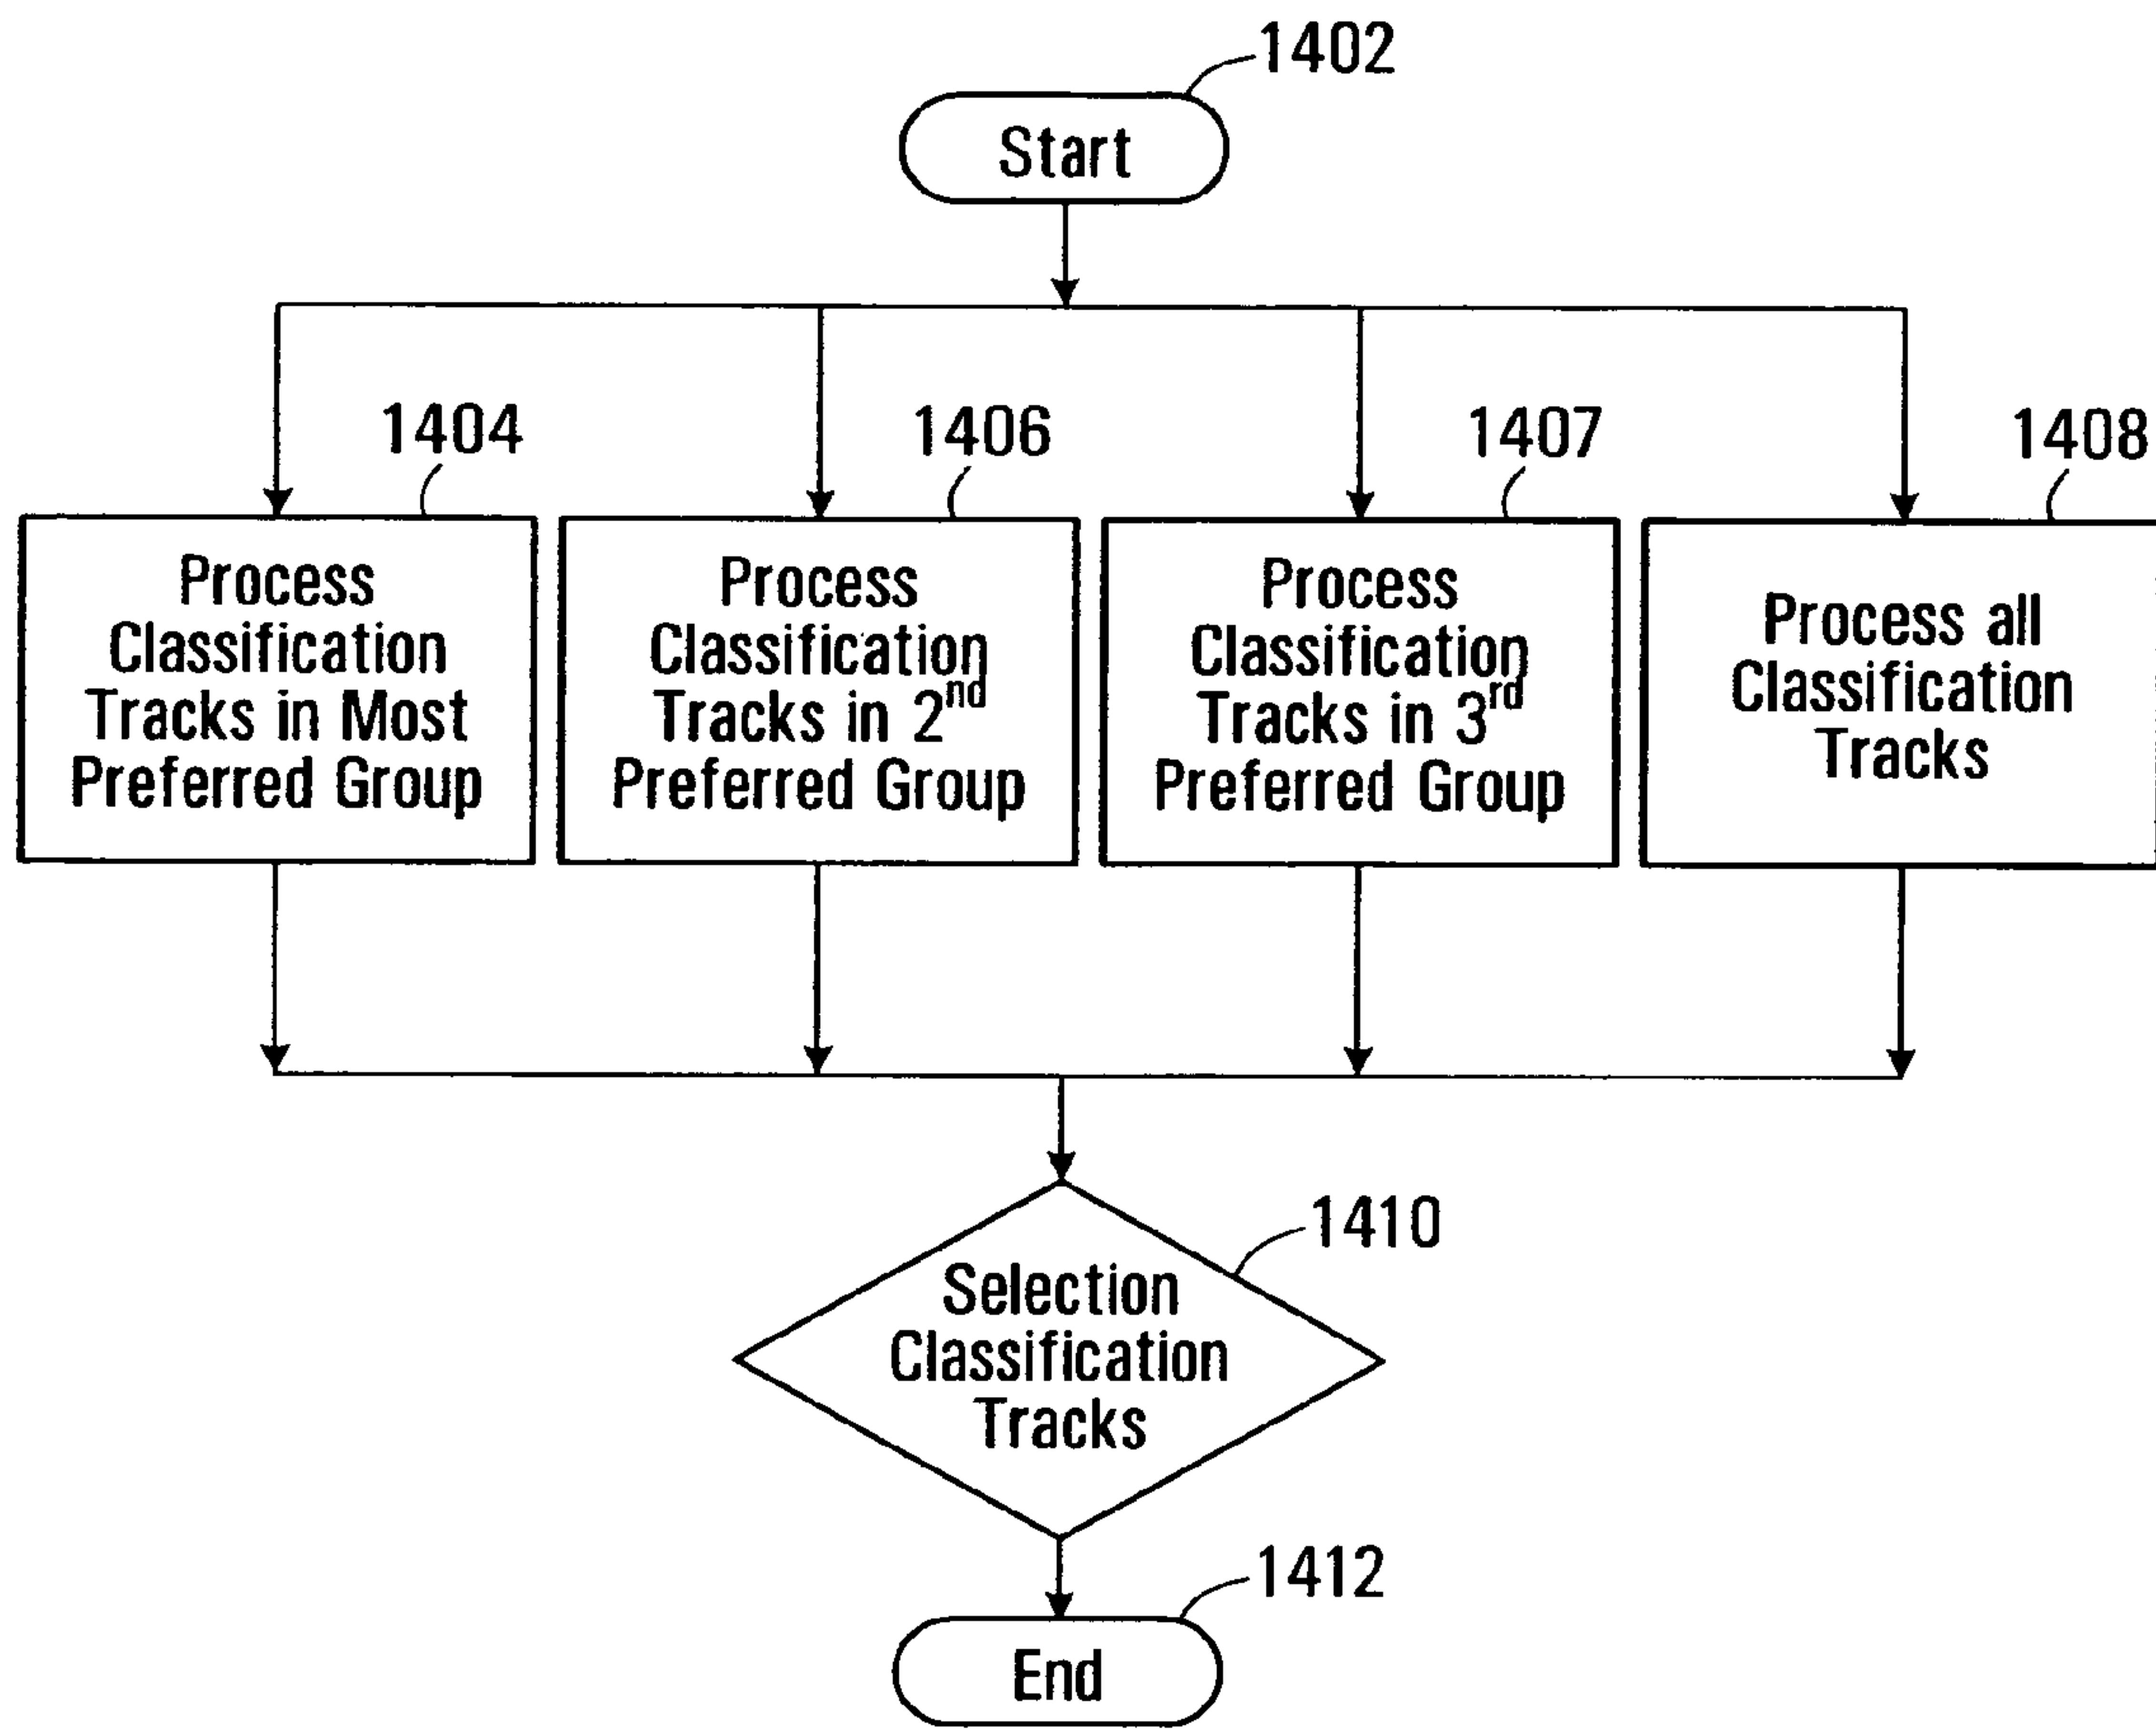 1402
Start
1404
1406
1407
1408
Process
Classification
Tracks in Most
Preferred Group
Process
Classification
Tracks in 2nd
Preferred Group
Process
Classification
Tracks in 3rd
Preferred Group
Process all
Classification
Tracks
1410
Selection
Classification
Tracks
1412
End